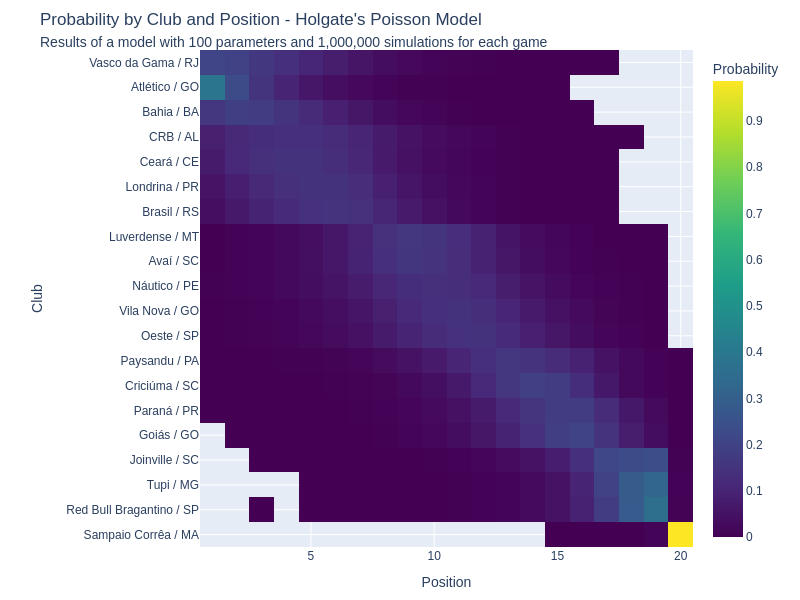 Probability by Club and Position - Holgate's Poisson Model
Results of a model with 100 parameters and 1,000,000 simulations for each game
Probability
Vasco da Gama / RJ
Atlético / GO
Bahia / BA
CRB / AL
Ceará / CE
Londrina / PR
Brasil / RS
Luverdense / MT
Avaí / SC
Náutico / PE
Vila Nova / GO
Oeste / SP
Paysandu / PA
Criciúma / SC
Paraná / PR
Goiás / GO
Joinville / SC
Tupi / MG
Red Bull Bragantino / SP
Sampaio Corrêa / MA
Club
5
10
15
20
Position
0.9
0.8
0.7
0.6
0.5
0.4
0.3
0.2
0.1
0